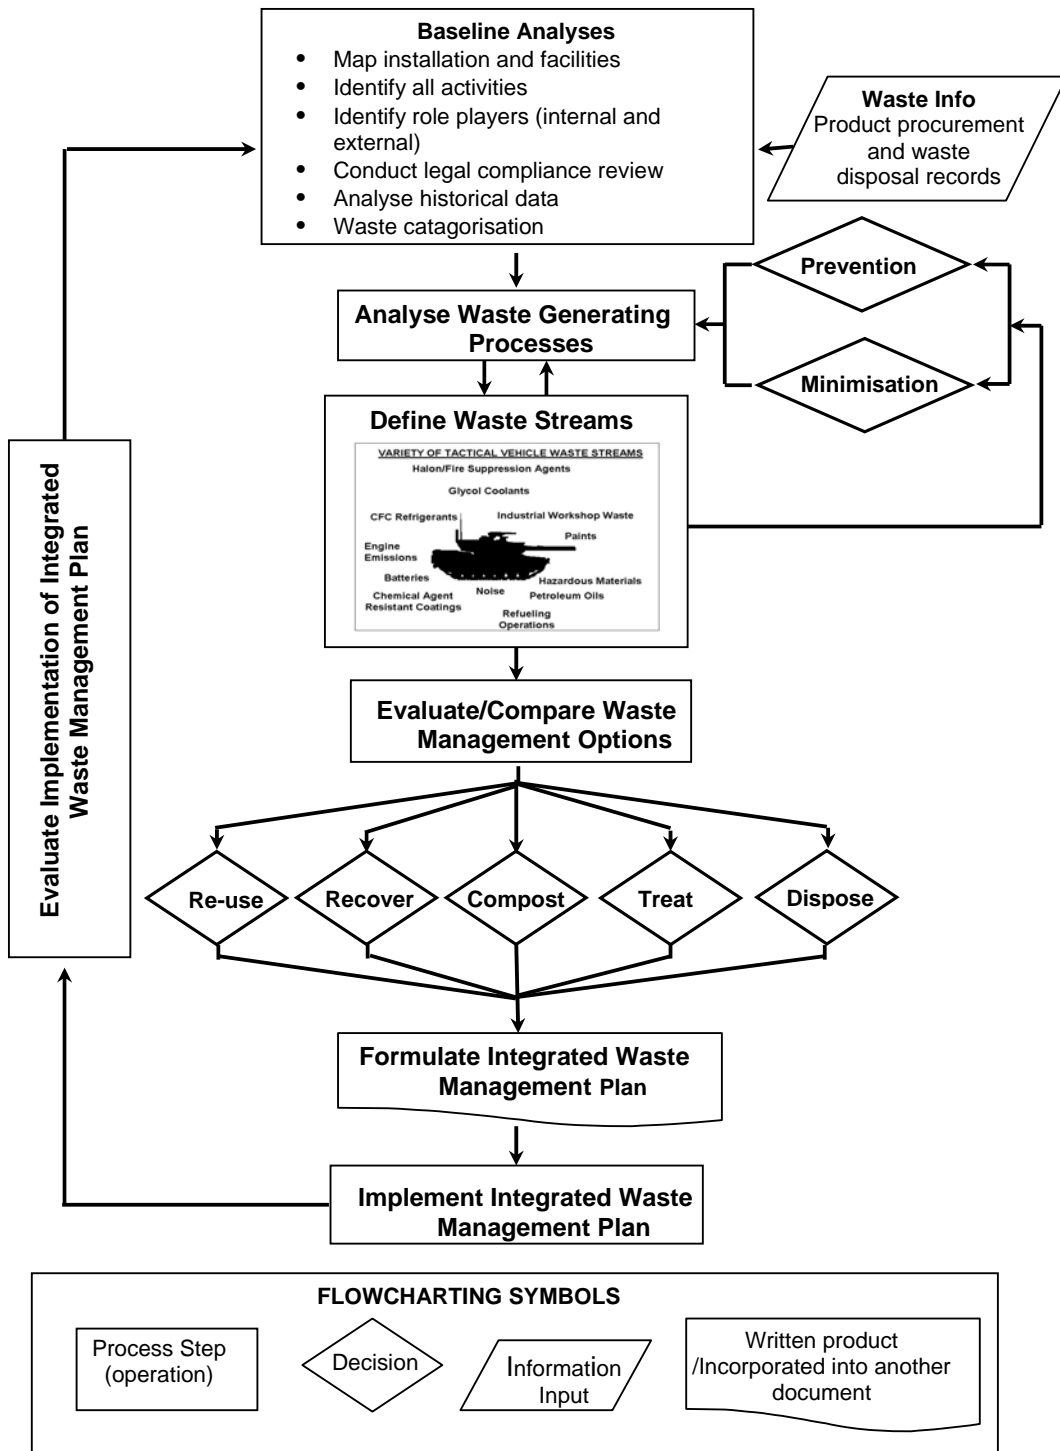 Baseline Analyses
• Map installation and facilities
• Identify all activities
• Identify role players (internal and
external)
• Conduct legal compliance review
• Analyse historical data
• Waste catagorisation
Waste Info
Product procurement
and waste
disposal records
Prevention
Minimisation
Analyse Waste Generating
Processes
Define Waste Streams
VARIETY OF TACTICAL VEHICLE WASTE STREAMS
Halon/Fire Suppression Agents
Glycol Coolants
CFC Refrigerants
Industrial Workshop Waste
Paints
Engine
Emissions
Batteries
Hazardous Materials
Noise
Chemical Agent
Resistant Coatings
Petroleum Oils
Refueling
Operations
Evaluate Implementation of Integrated
Waste Management Plan
Evaluate/Compare Waste
Management Options
Re-use
Recover
Compost
Treat
Dispose
Formulate Integrated Waste
Management Plan
Implement Integrated Waste
Management Plan
FLOWCHARTING SYMBOLS
Process Step
(operation)
Decision
Information
Input
Written product
/Incorporated into another
document